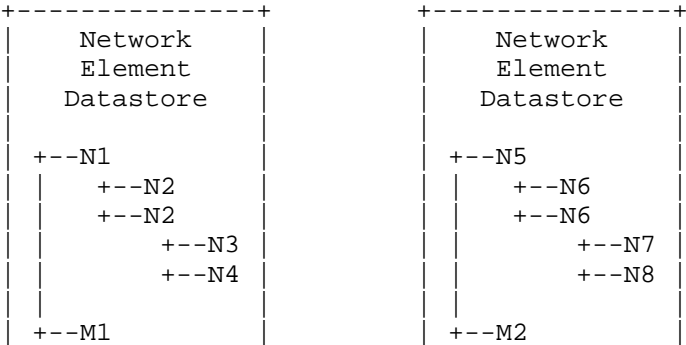 +---------------+          +---------------+
|    Network    |          |    Network    |
|    Element    |          |    Element    |
|   Datastore   |          |   Datastore   |
|               |          |               |
| +--N1         |          | +--N5         |
| |   +--N2     |          | |   +--N6     |
| |   +--N2     |          | |   +--N6     |
| |       +--N3 |          | |       +--N7 |
| |       +--N4 |          | |       +--N8 |
| |             |          | |             |
| +--M1         |          | +--M2         |